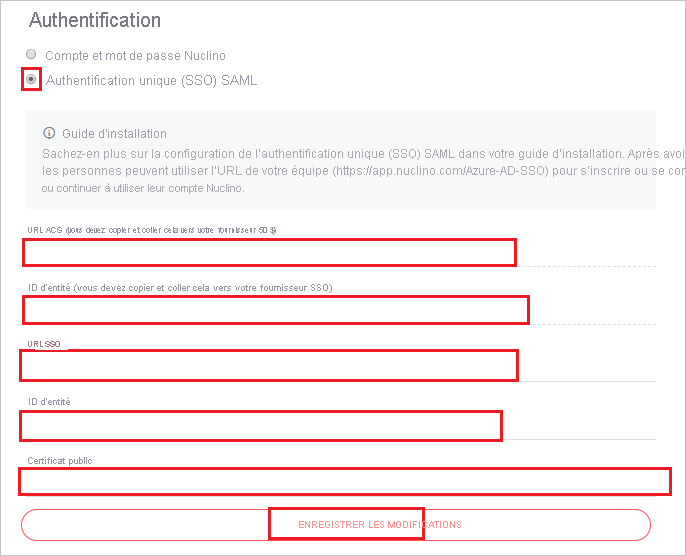 Authentification
Compte et mot de passe Nuclino
Authentification unique (SSO) SAML
Guide d'installation
Sachez-en plus sur la configuration de l'authentification unique (SSO) SAML dans votre guide d'installation. Après avoi
les personnes peuvent utiliser l'URL de votre équipe (https://app.nuclino.com/Azure-AD-SSO) pour s'inscrire ou se con
ou continuer à utiliser leur compte Nuclino.
URL ACS (vous devez copier et coller cela vers votre fournisseur 50 $)
ID d'entité (vous devez copier et coller cela vers votre fournisseur SSO)
URL SSO
ID d'entité
Certificat public
ENREGISTRER LES MODIFICATIONS